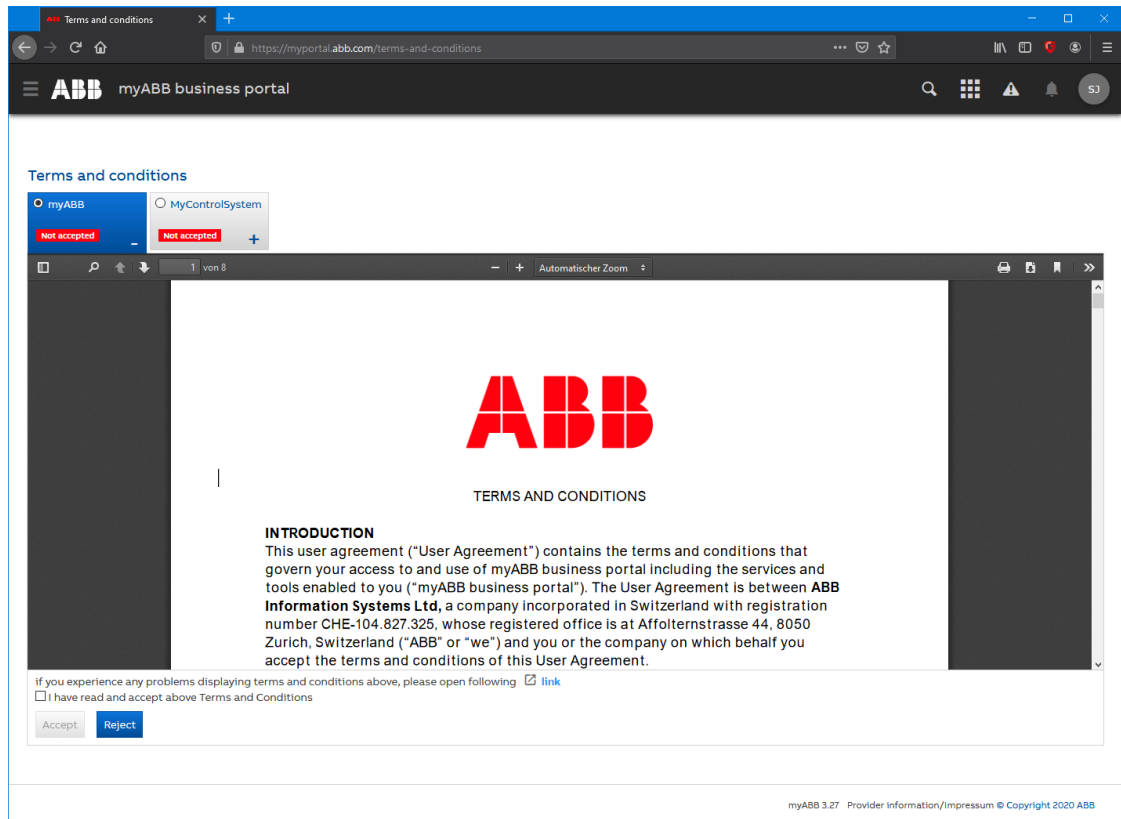 ABB Terms and conditions
https://myportal.abb.com/terms-and-conditions
ABB myABB business portal
SJ
Terms and conditions
myABB
MyControlSystem
Not accepted
Not accepted
1 von 8
Automatischer Zoom
ABB
TERMS AND CONDITIONS
INTRODUCTION
This user agreement (“User Agreement”) contains the terms and conditions that
govern your access to and use of myABB business portal including the services and
tools enabled to you (“myABB business portal”). The User Agreement is between ABB
Information Systems Ltd, a company incorporated in Switzerland with registration
number CHE-104.827.325, whose registered office is at Affolternstrasse 44, 8050
Zurich, Switzerland (“ABB” or “we”) and you or the company on which behalf you
accept the terms and conditions of this User Agreement.
if you experience any problems displaying terms and conditions above, please open following link
I have read and accept above Terms and Conditions
Accept
Reject
myABB 3.27 Provider information/Impressum © Copyright 2020 ABB